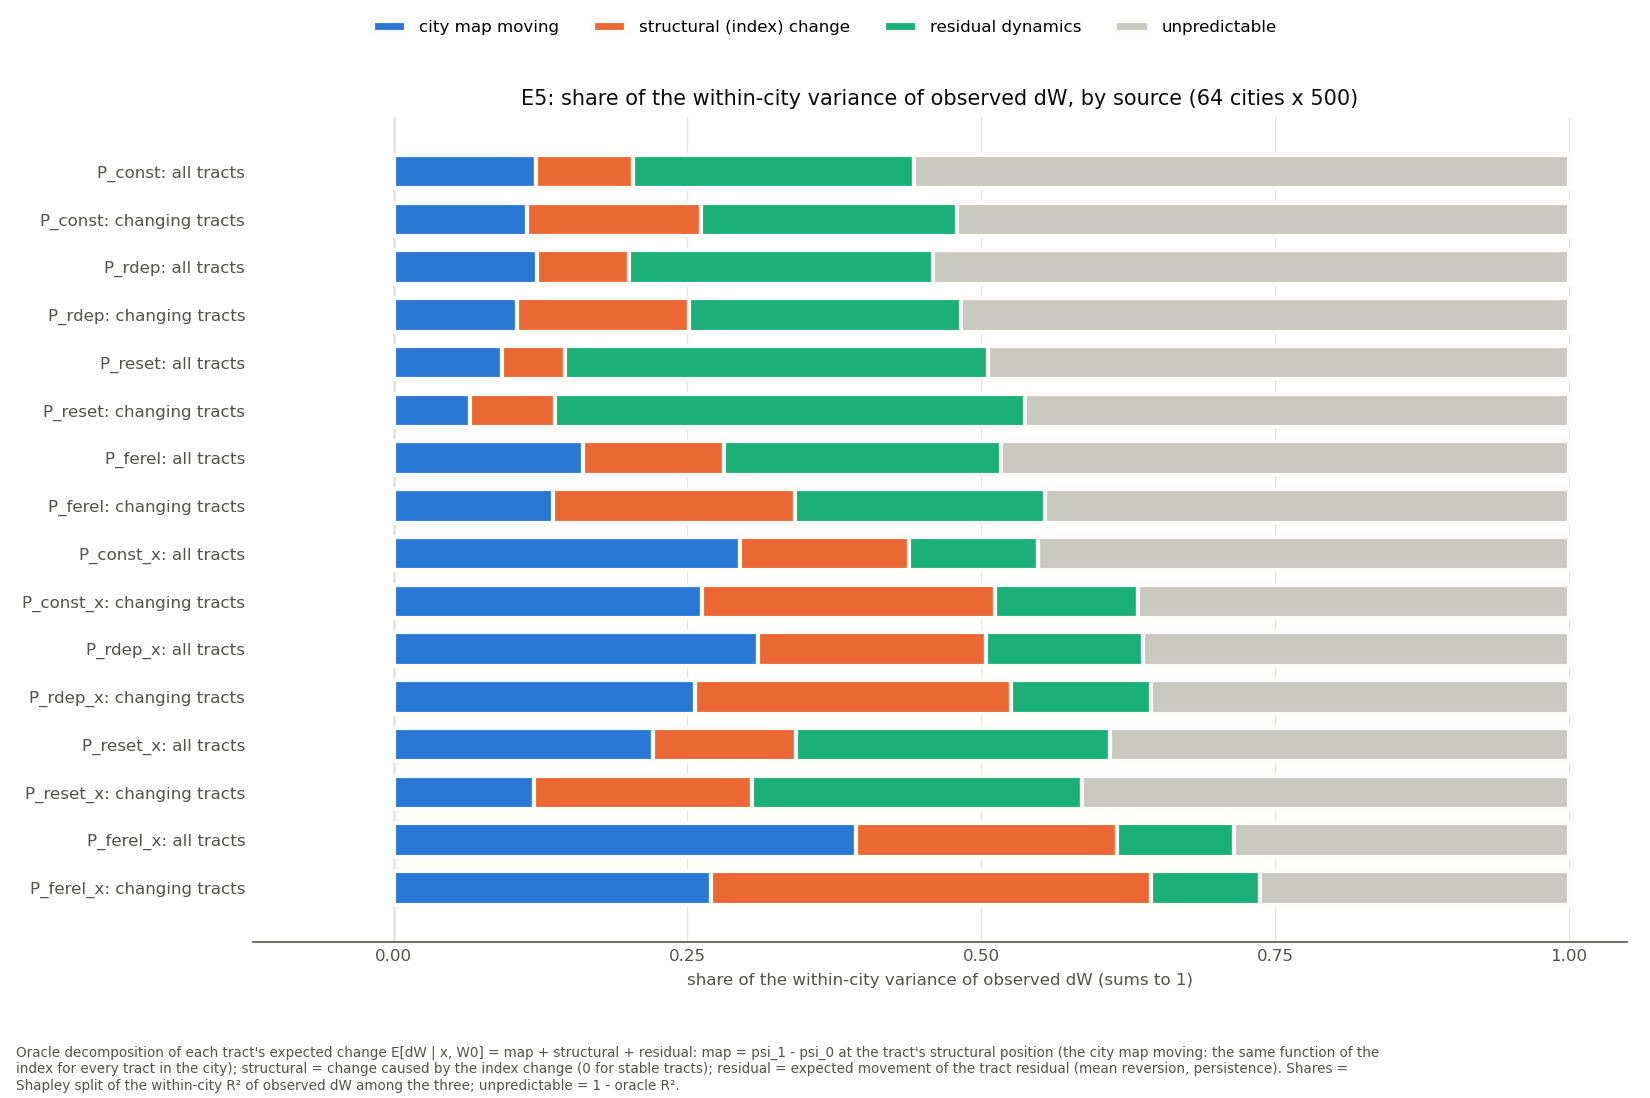 city map moving structural (index) change residual dynamics unpredictable
E5: share of the within-city variance of observed dW, by source (64 cities x 500)
P_const: all tracts
P_const: changing tracts
P_rdep: all tracts
P_rdep: changing tracts
P_reset: all tracts
P_reset: changing tracts
P_ferel: all tracts
P_ferel: changing tracts
P_const_x: all tracts
P_const_x: changing tracts
P_rdep_x: all tracts
P_rdep_x: changing tracts
P_reset_x: all tracts
P_reset_x: changing tracts
P_ferel_x: all tracts
P_ferel_x: changing tracts
0.00 0.25 0.50 0.75 1.00
share of the within-city variance of observed dW (sums to 1)
Oracle decomposition of each tract's expected change E[dW | x, W0] = map + structural + residual: map = psi_1 - psi_0 at the tract's structural position (the city map moving: the same function of the
index for every tract in the city); structural = change caused by the index change (0 for stable tracts); residual = expected movement of the tract residual (mean reversion, persistence). Shares =
Shapley split of the within-city R² of observed dW among the three; unpredictable = 1 - oracle R².